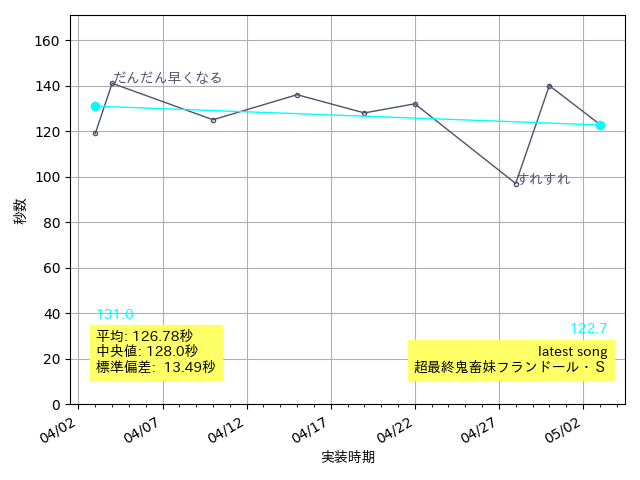 160
140
120
100
80
60
40
20
0
秒数
だんだん早くなる
すれすれ
131.0
122.7
平均: 126.78秒
中央値: 128.0秒
標準偏差: 13.49秒
latest song
超最終鬼畜妹フランドール・S
04/02
04/07
04/12
04/17
04/22
04/27
05/02
実装時期